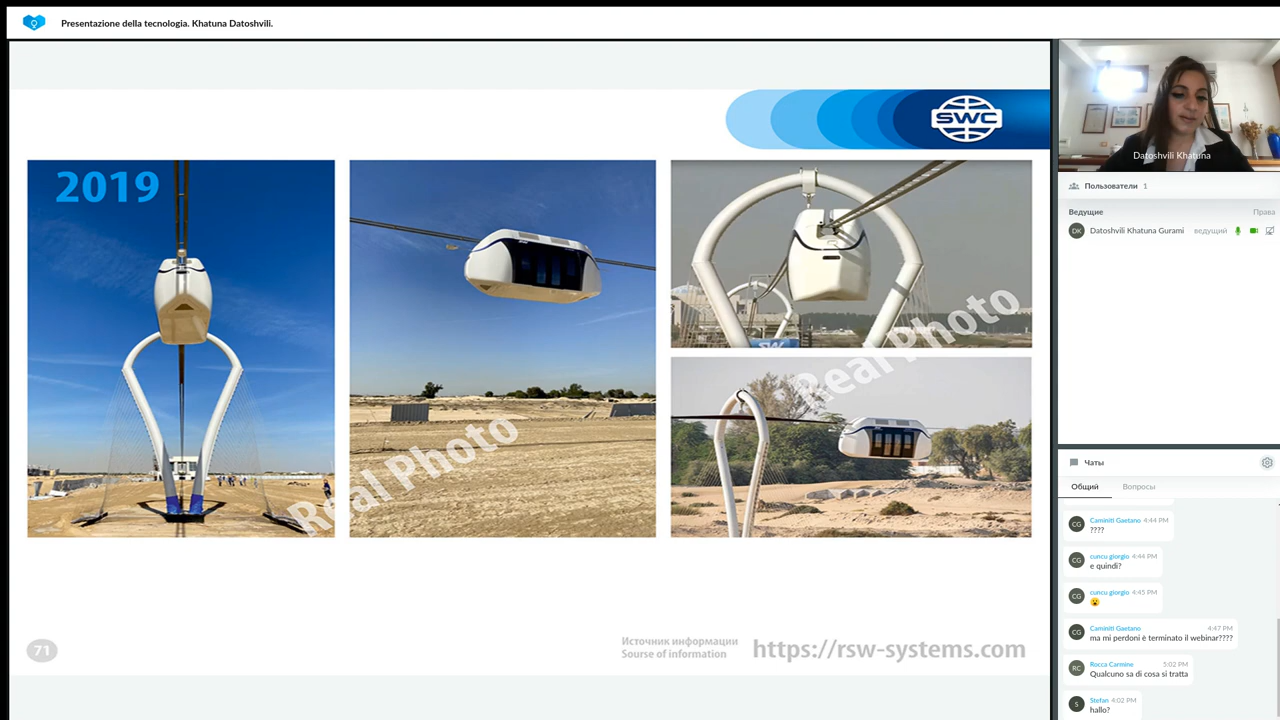 Presentazione della tecnologia. Khatuna Datoshvili.
SWC
2019
Real Photo
Real Photo
SWC
71
Источник информации
Sourse of information
https://rsw-systems.com
Datoshvili Khatuna
Пользователи 1
Ведущие Права
DK Datoshvili Khatuna Gurami ведущий
Чаты
Общий Вопросы
CG Caminiti Gaetano 4:44 PM
????
CG cuncu giorgio 4:44 PM
e quindi?
CG cuncu giorgio 4:45 PM
😮
CG Caminiti Gaetano 4:47 PM
ma mi perdoni è terminato il webinar????
RC Rocca Carmine 5:02 PM
Qualcuno sa di cosa si tratta
S Stefan 4:02 PM
hallo?